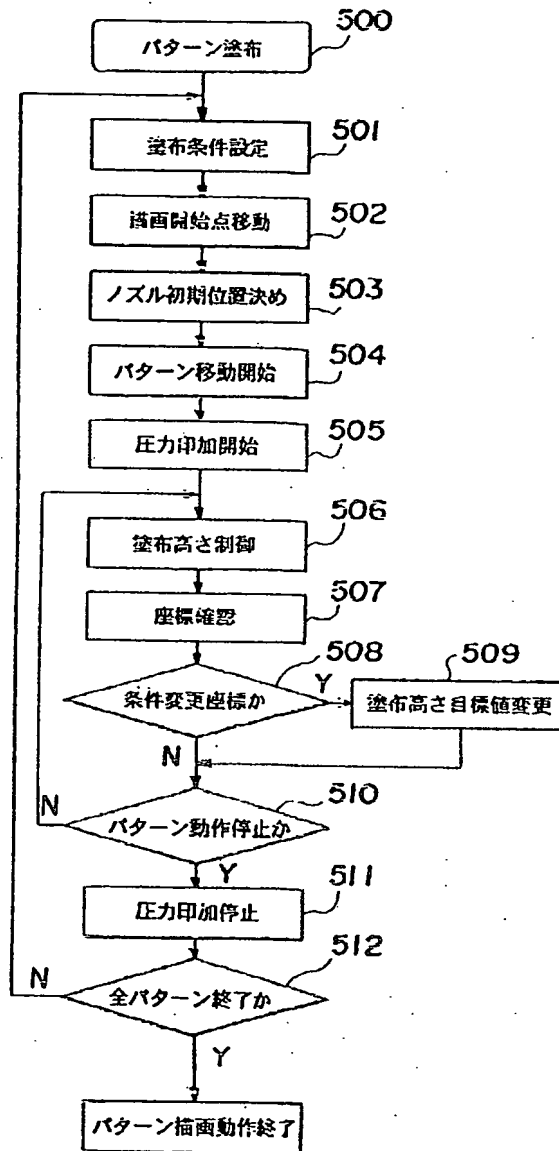 500
パターン塗布
501
塗布条件設定
502
描画開始点移動
503
ノズル初期位置決め
504
パターン移動開始
505
圧力印加開始
506
塗布高さ制御
507
座標確認
508
条件変更座標か
Y
509
塗布高さ目標値変更
N
510
パターン動作停止か
N
Y
511
圧力印加停止
512
全パターン終了か
N
Y
パターン描画動作終了